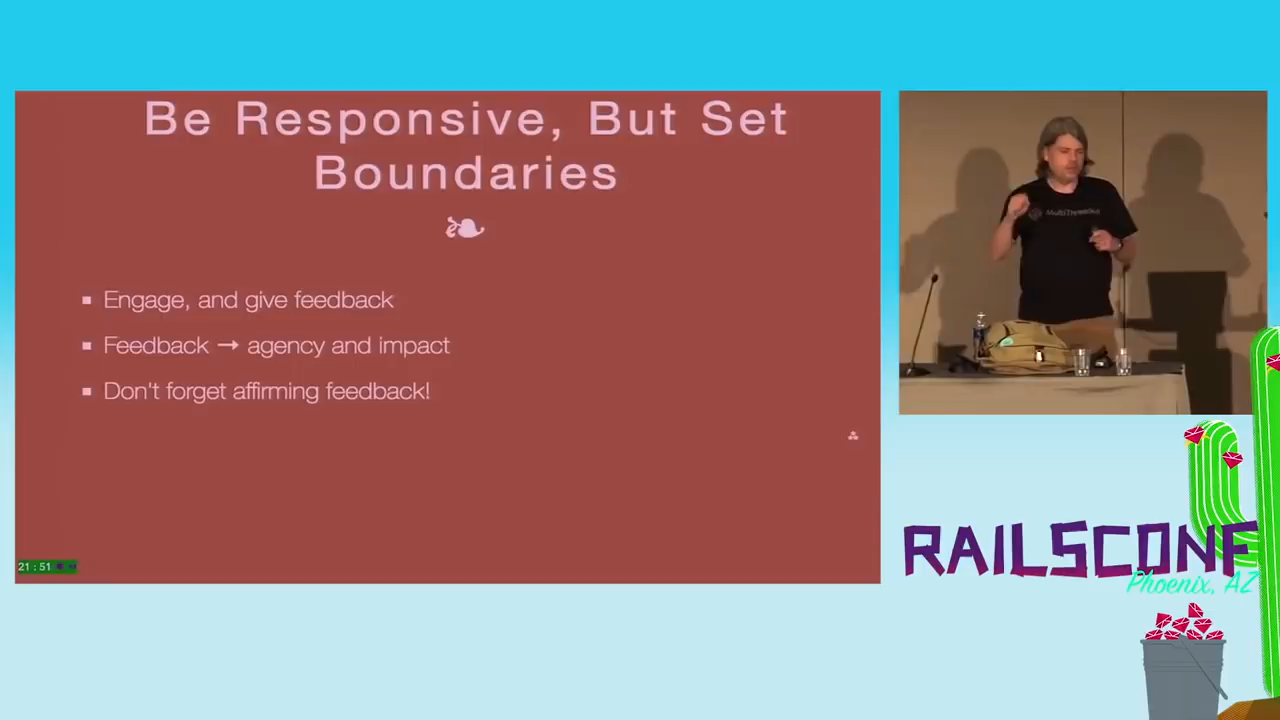 Be Responsive, But Set
Boundaries
Engage, and give feedback
Feedback → agency and impact
Don't forget affirming feedback!
21:51
MultiThreaded
RAILSCONF
Phoenix, AZ